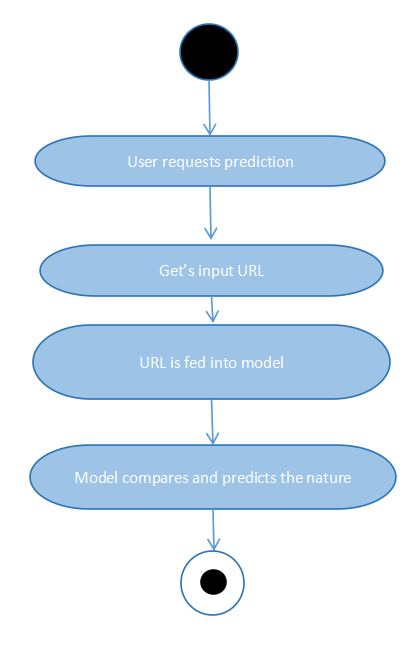 User requests prediction
Get's input URL
URL is fed into model
Model compares and predicts the nature